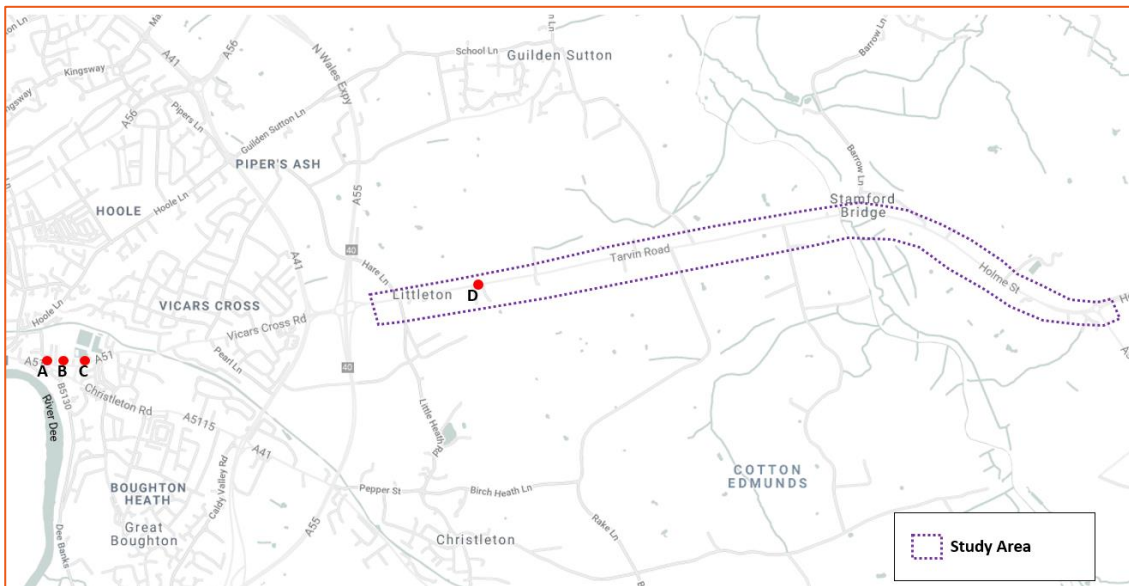 A41
A56
N Wales Expy
School Ln
Guilden Sutton
Barrow Ln
Kingsway
Kingsway
A56
Pipers Ln
Guilden Sutton Ln
PIPER'S ASH
A55
Barrow Ln
HOOLE
Hoole Ln
Stamford
Bridge
A41
40
Hare Ln
Tarvin Road
Holme St
D
Littleton
VICARS CROSS
Vicars Cross Rd
Hoole Ln
A51
A B C
Pearl Ln
40
River Dee
B5130
Christleton Rd
A5115
A41
Little Heath Rd
COTTON
EDMUNDS
BOUGHTON
HEATH
Caldy Valley Rd
Pepper St
Birch Heath Ln
Great
Boughton
A55
Rake Ln
Dee Banks
Christleton
Study Area